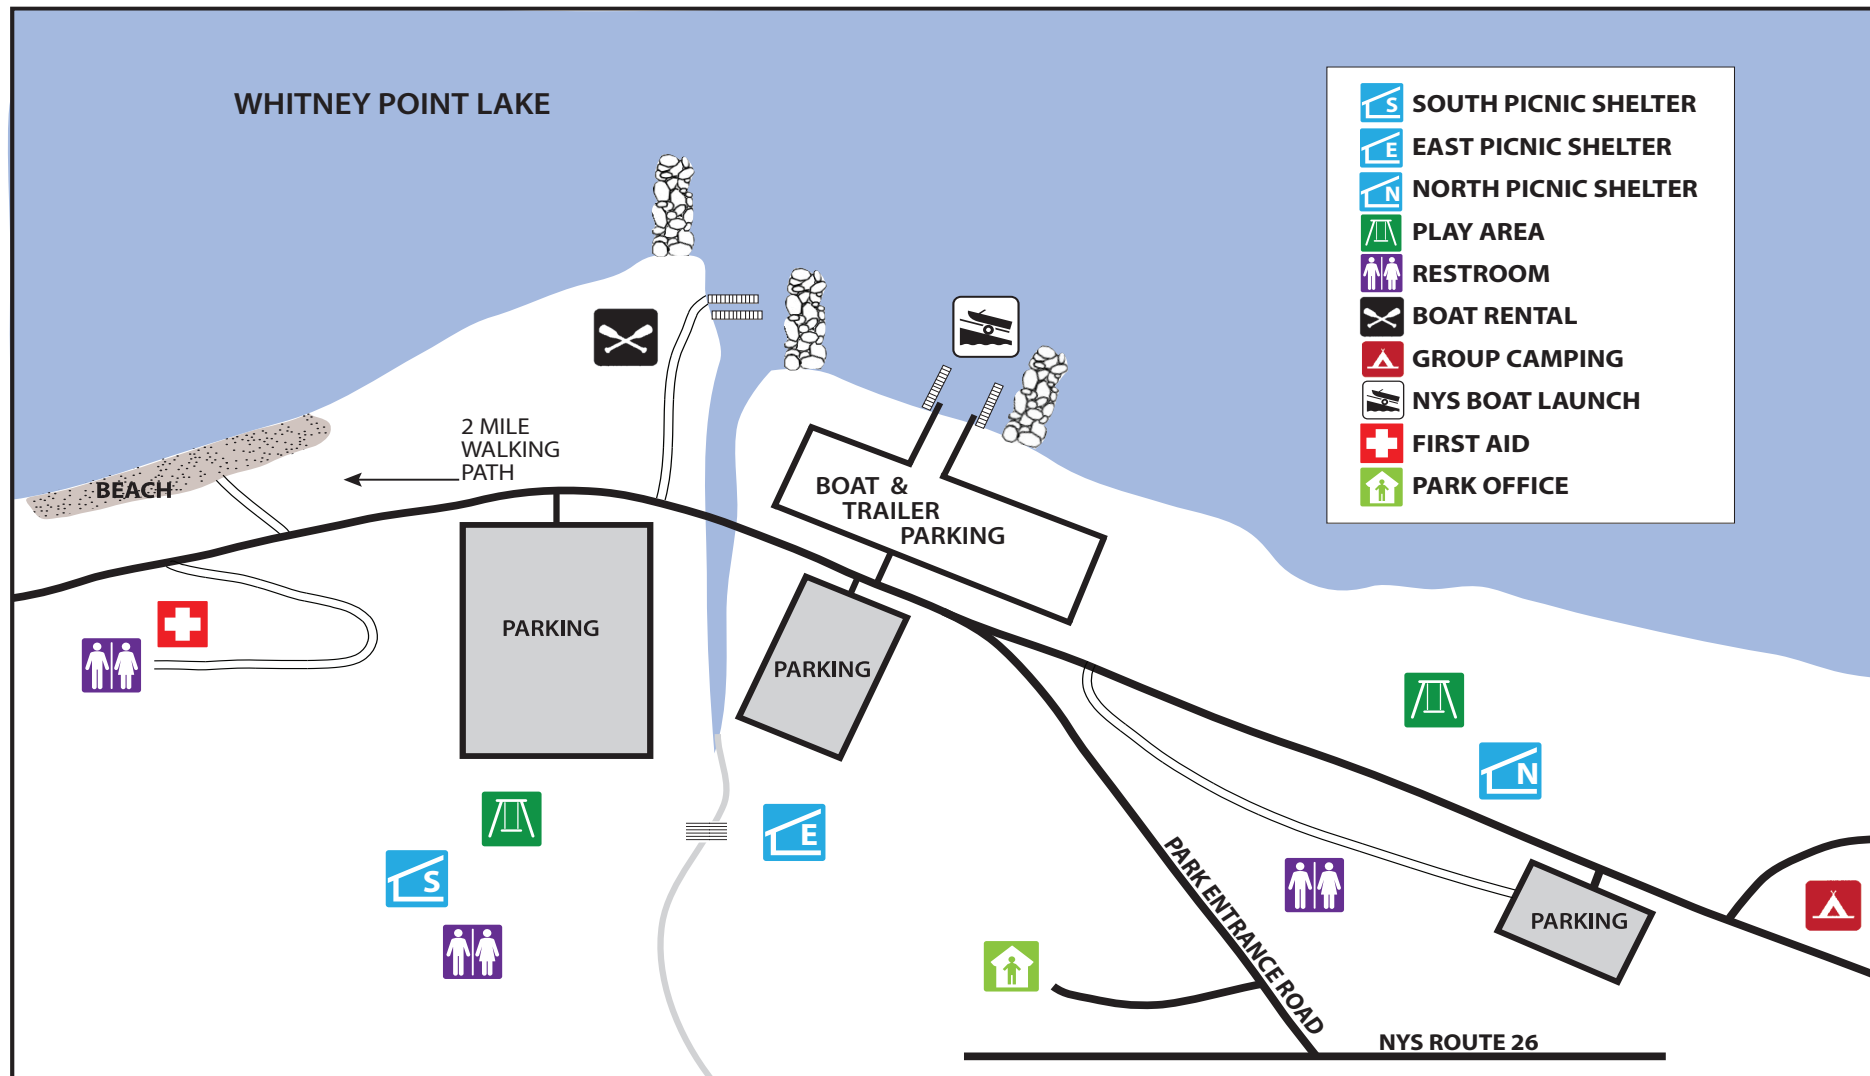 WHITNEY POINT LAKE
S SOUTH PICNIC SHELTER
E EAST PICNIC SHELTER
N NORTH PICNIC SHELTER
PLAY AREA
RESTROOM
BOAT RENTAL
GROUP CAMPING
NYS BOAT LAUNCH
FIRST AID
PARK OFFICE
2 MILE
WALKING
PATH
BEACH
BOAT &
TRAILER
PARKING
PARKING
PARKING
N
E
S
PARK ENTRANCE ROAD
PARKING
NYS ROUTE 26